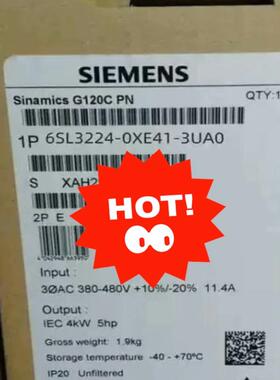 SIEMENS
Sinamics G120C PN
QTY:1
1P 6SL3224-0XE41-3UA0
S XAH2
HOT!
2P E
Input :
3ØAC 380-480V +10%/-20% 11.4A
Output :
IEC 4kW 5hp
Gross weight: 1.9kg
Storage temperature -40 - +70°C
IP20 Unfiltered